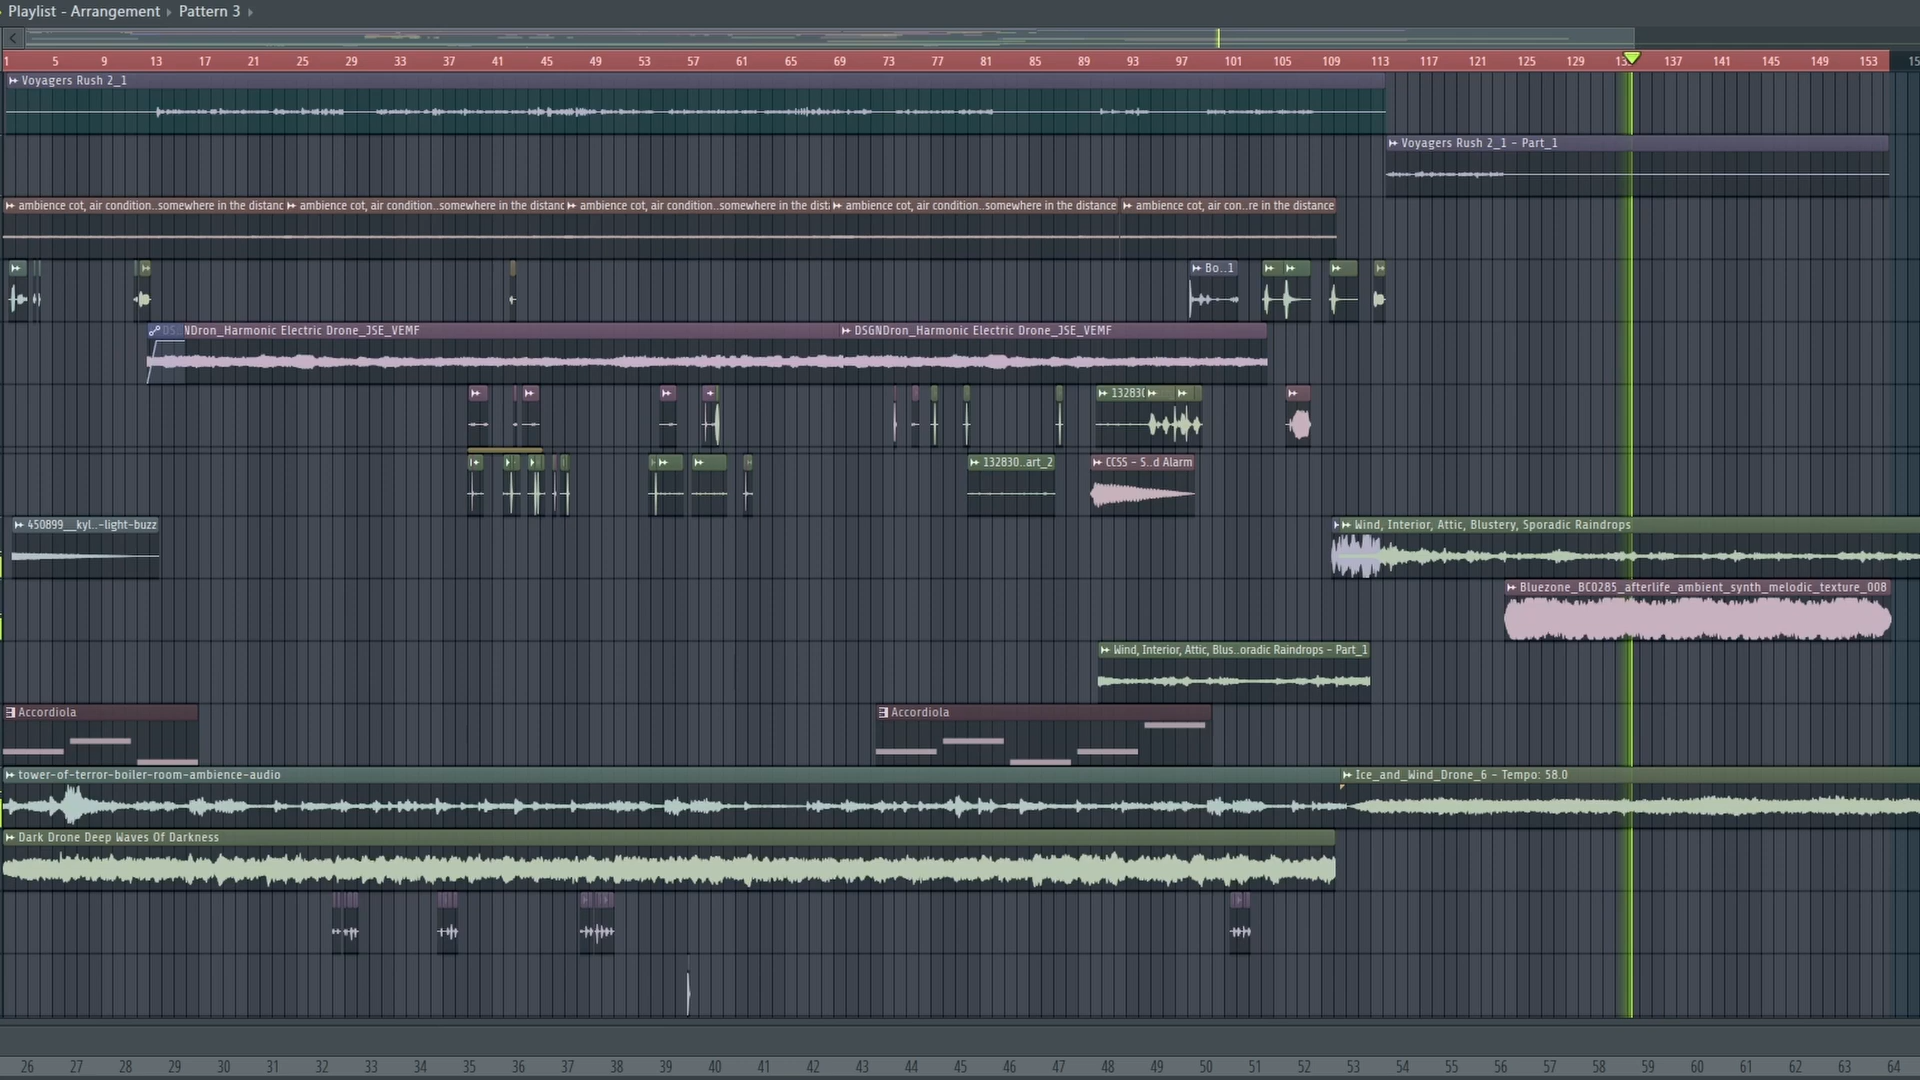 Playlist - Arrangement › Pattern 3 ›
1 5 9 13 17 21 25 29 33 37 41 45 49 53 57 61 65 69 73 77 81 85 89 93 97 101 105 109 113 117 121 125 129 137 141 145 149 153
Voyagers Rush 2_1
Voyagers Rush 2_1 - Part_1
ambience cot, air condition..somewhere in the distanc ambience cot, air condition..somewhere in the distanc ambience cot, air condition..somewhere in the dist ambience cot, air condition..somewhere in the distance ambience cot, air con..re in the distance
Bo..1
DS..NDron_Harmonic Electric Drone_JSE_VEMF DSGNDron_Harmonic Electric Drone_JSE_VEMF
13283(
132830..art_2 CCSS - S..d Alarm
450899__kyl..-light-buzz Wind, Interior, Attic, Blustery, Sporadic Raindrops
Bluezone_BC0285_afterlife_ambient_synth_melodic_texture_008
Wind, Interior, Attic, Blus..oradic Raindrops - Part_1
Accordiola Accordiola
tower-of-terror-boiler-room-ambience-audio Ice_and_Wind_Drone_6 - Tempo: 58.0
Dark Drone Deep Waves Of Darkness
26 27 28 29 30 31 32 33 34 35 36 37 38 39 40 41 42 43 44 45 46 47 48 49 50 51 52 53 54 55 56 57 58 59 60 61 62 63 64